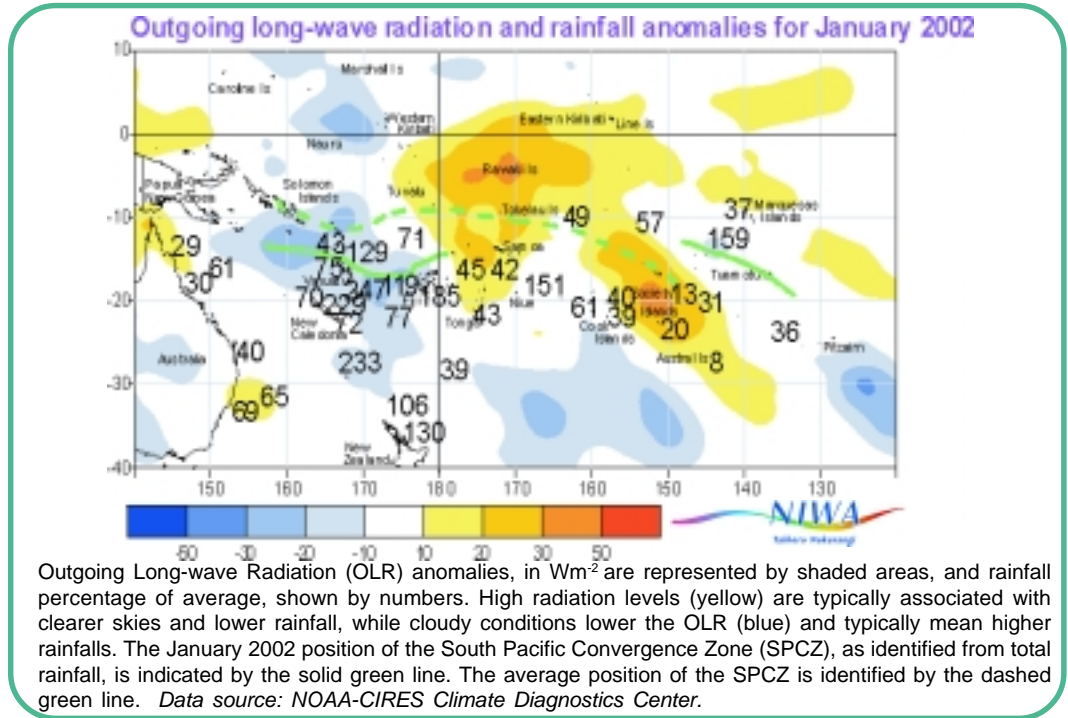 Outgoing long-wave radiation and rainfall anomalies for January 2002
10
0
-10
-20
-30
-40
Marshall Is
Caroline Is
Western
Kiribati
Eastern Kiribati
Line Is
Nauru
Rawaki Is
Papua
New Guinea
Solomon
Islands
Tuvalu
Tokelau Is
49
57
37
Marquesas
Islands
29
43
129
71
Samoa
159
30
61
75
45
42
Tuamotu
70
229
247
119
185
Niue
151
61
40
39
Society
Islands
13
31
New
Caledonia
72
77
Tonga
43
Cook
Islands
20
36
Pitcairn
Australia
40
233
39
Austral Is
8
69
65
106
130
New
Zealand
150 160 170 180 170 160 150 140 130
-50 -30 -20 -10 10 20 30 50
NIWA
Taihoro Nukurangi
Outgoing Long-wave Radiation (OLR) anomalies, in Wm-2 are represented by shaded areas, and rainfall
percentage of average, shown by numbers. High radiation levels (yellow) are typically associated with
clearer skies and lower rainfall, while cloudy conditions lower the OLR (blue) and typically mean higher
rainfalls. The January 2002 position of the South Pacific Convergence Zone (SPCZ), as identified from total
rainfall, is indicated by the solid green line. The average position of the SPCZ is identified by the dashed
green line. Data source: NOAA-CIRES Climate Diagnostics Center.